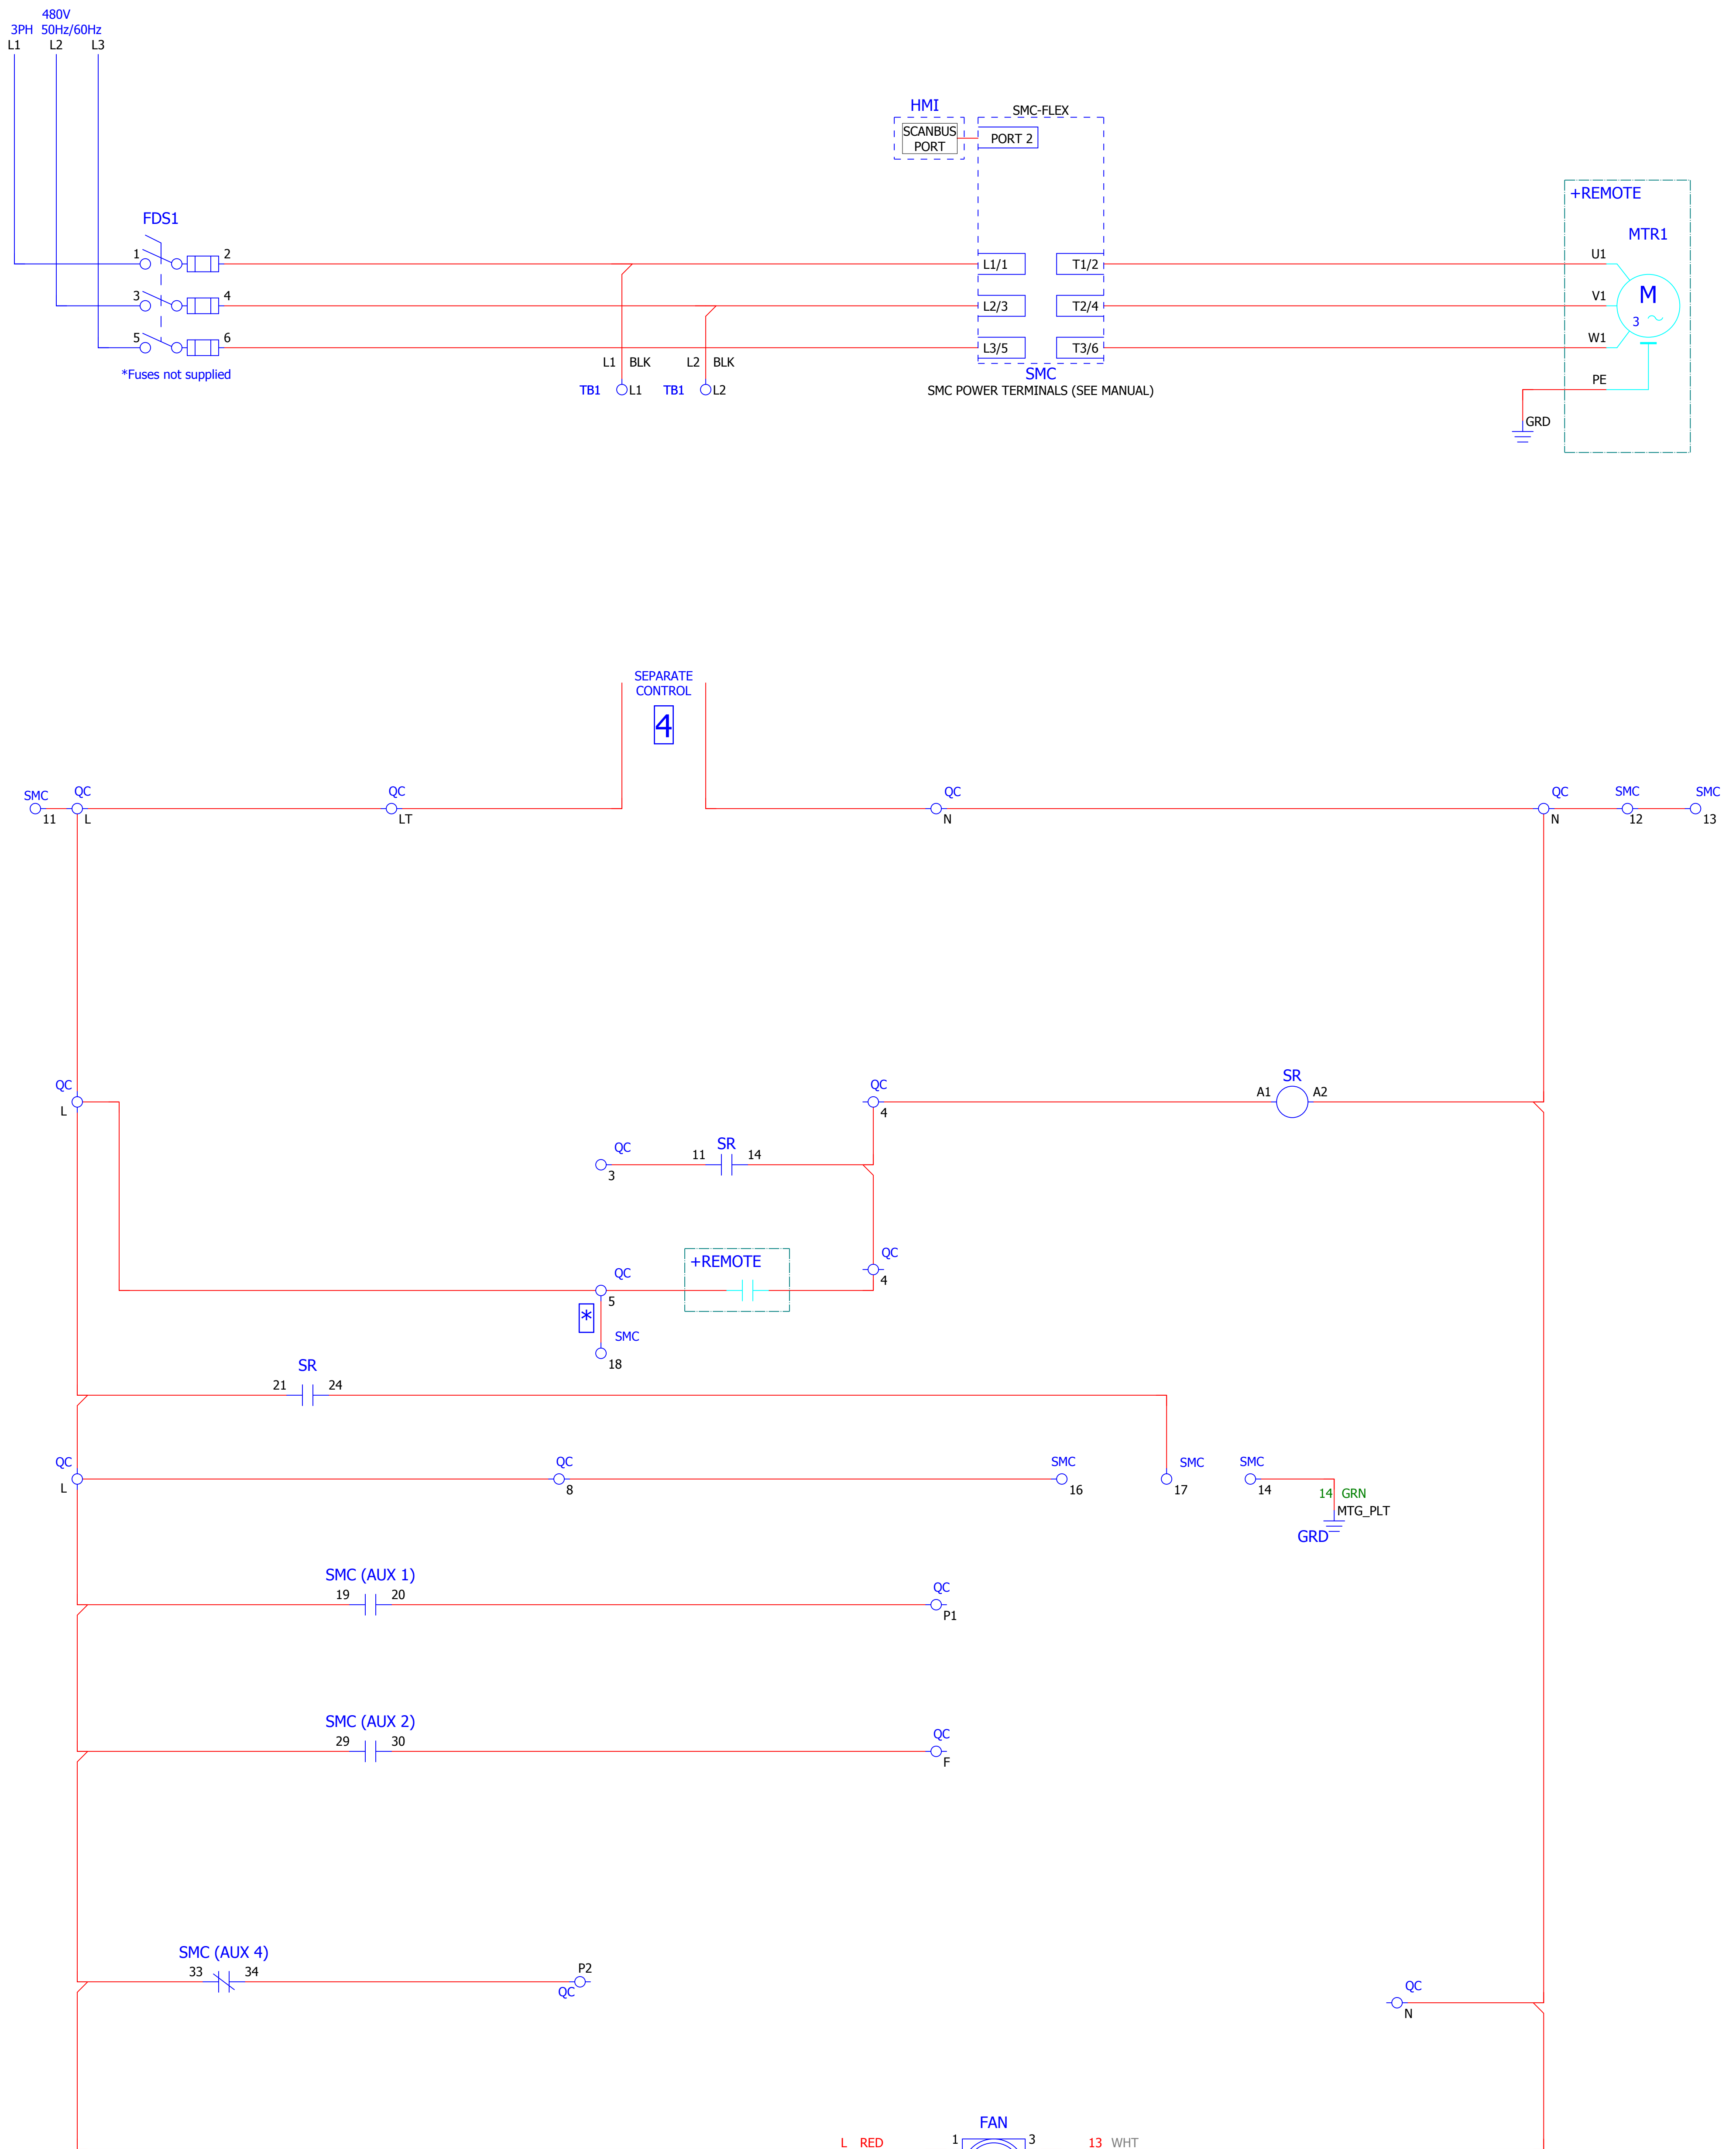 480V
3PH 50Hz/60Hz
L1 L2 L3
HMI
SMC-FLEX
SCANBUS
PORT
PORT 2
+REMOTE
FDS1
MTR1
1 2 L1/1 T1/2 U1
3 4 L2/3 T2/4 V1
M
3
5 6 L3/5 T3/6 W1
*Fuses not supplied
L1 BLK L2 BLK
SMC
PE
TB1 L1 TB1 L2
SMC POWER TERMINALS (SEE MANUAL)
GRD
SEPARATE
CONTROL
4
SMC QC QC QC QC SMC SMC
11 L LT N N 12 13
QC QC SR
L 4 A1 A2
QC SR
3 11 14
QC +REMOTE QC
5 4
*
SMC
18
SR
21 24
QC QC SMC SMC SMC
L 8 16 17 14
14 GRN
MTG_PLT
GRD
SMC (AUX 1)
19 20 QC
P1
SMC (AUX 2)
29 30 QC
F
SMC (AUX 4)
33 34 P2
QC
QC
N
FAN
L RED 1 3 13 WHT